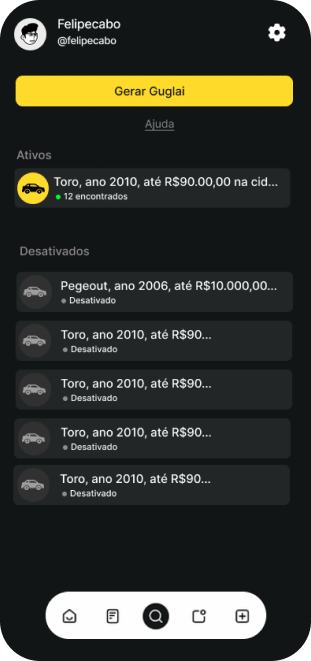 Felipecabo
@felipecabo
Gerar Guglai
Ajuda
Ativos
Toro, ano 2010, até R$90.00,00 na cid...
12 encontrados
Desativados
Pegeout, ano 2006, até R$10.000,00...
Desativado
Toro, ano 2010, até R$90...
Desativado
Toro, ano 2010, até R$90...
Desativado
Toro, ano 2010, até R$90...
Desativado
Toro, ano 2010, até R$90...
Desativado